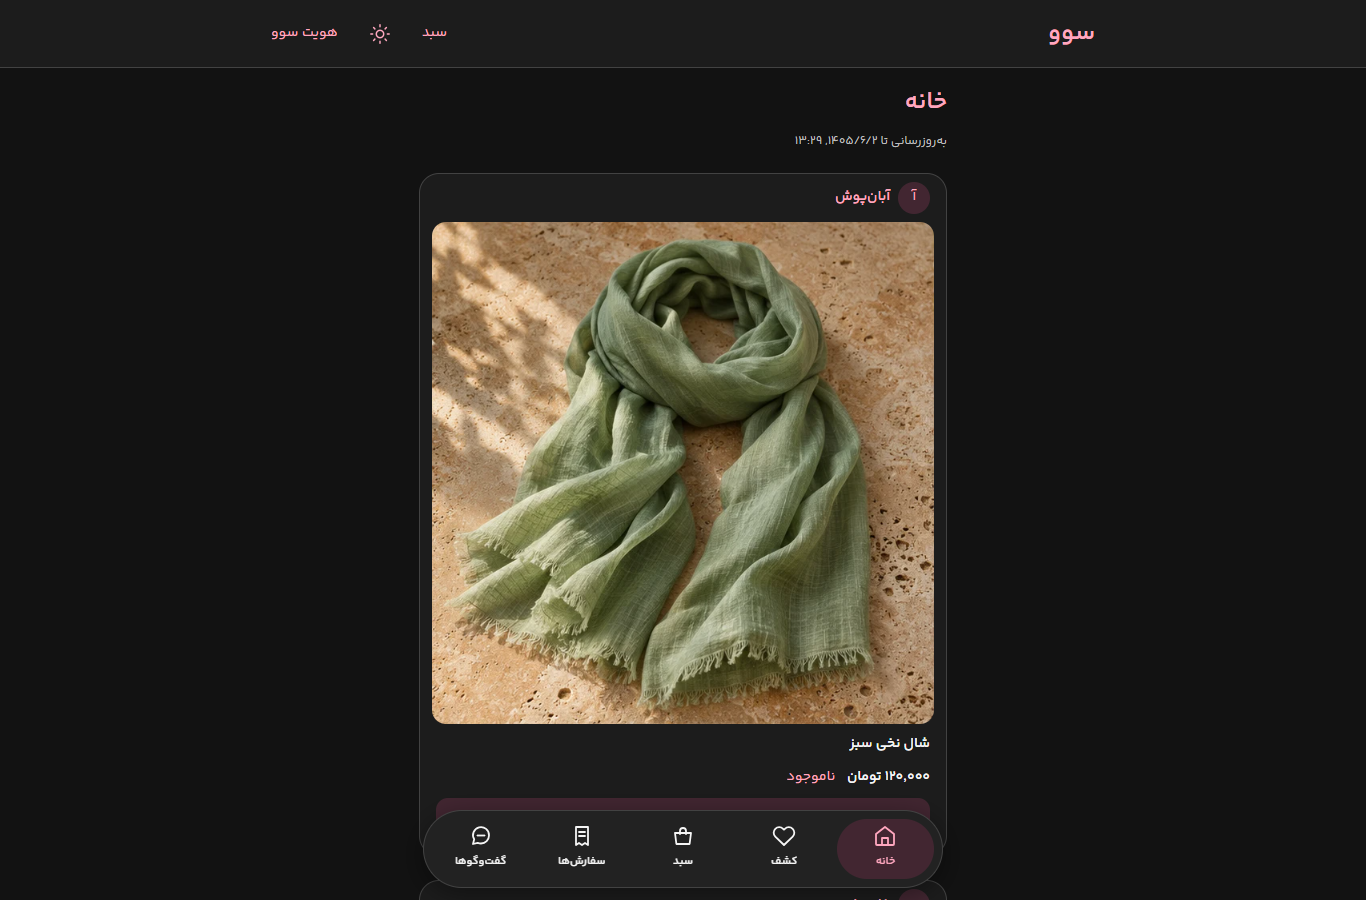 سوو
سبد
هویت سوو
خانه
به‌روزرسانی تا ۱۴۰۵/۶/۲, ۱۳:۲۹
آ
آبان‌پوش
شال نخی سبز
۱۲۰,۰۰۰ تومان ناموجود
خانه
کشف
سبد
سفارش‌ها
گفت‌وگوها